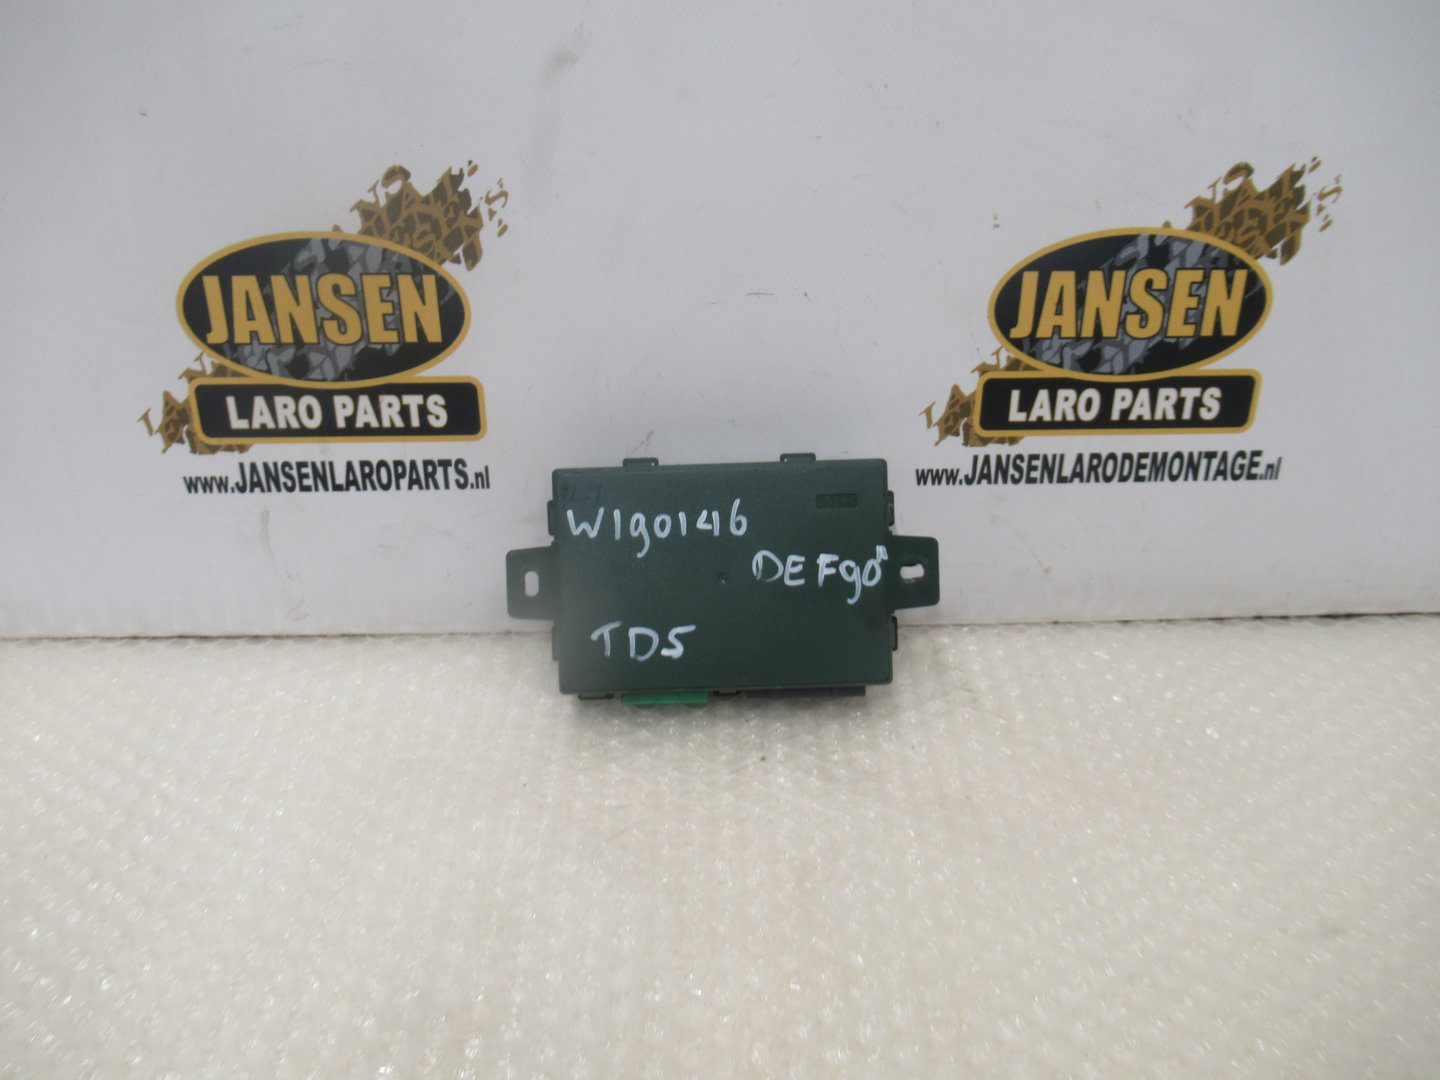 JANSEN
LARO PARTS
www.JANSENLAROPARTS.nl
JANSEN
LARO PARTS
www.JANSENLARODEMONTAGE.nl
W190146
DEF90"
TD5